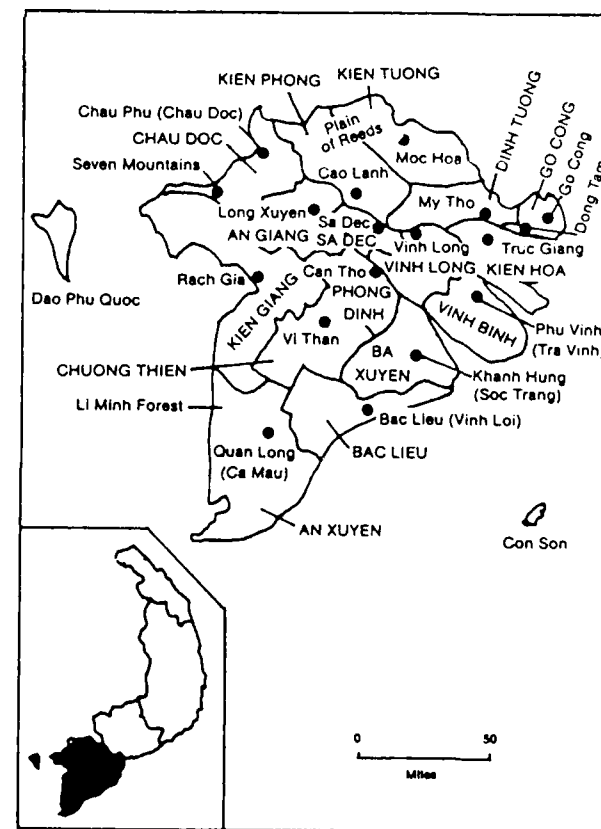 KIEN TUONG
KIEN PHONG
DINH TUONG
GO CONG
Go Cong
Dong Tam
Chau Phu (Chau Doc)
CHAU DOC
Seven Mountains
Plain
of Reeds
Moc Hoa
Cao Lanh
My Tho
Long Xuyen
Sa Dec
AN GIANG
SA DEC
Vinh Long
Truc Giang
Rach Gia
Can Tho
VINH LONG
KIEN HOA
Dao Phu Quoc
KIEN GIANG
PHONG
DINH
VINH BINH
Phu Vinh
(Tra Vinh)
Vi Than
CHUONG THIEN
BA
XUYEN
Khanh Hung
(Soc Trang)
Li Minh Forest
Bac Lieu (Vinh Loi)
Quan Long
(Ca Mau)
BAC LIEU
AN XUYEN
Con Son
0 50
Miles